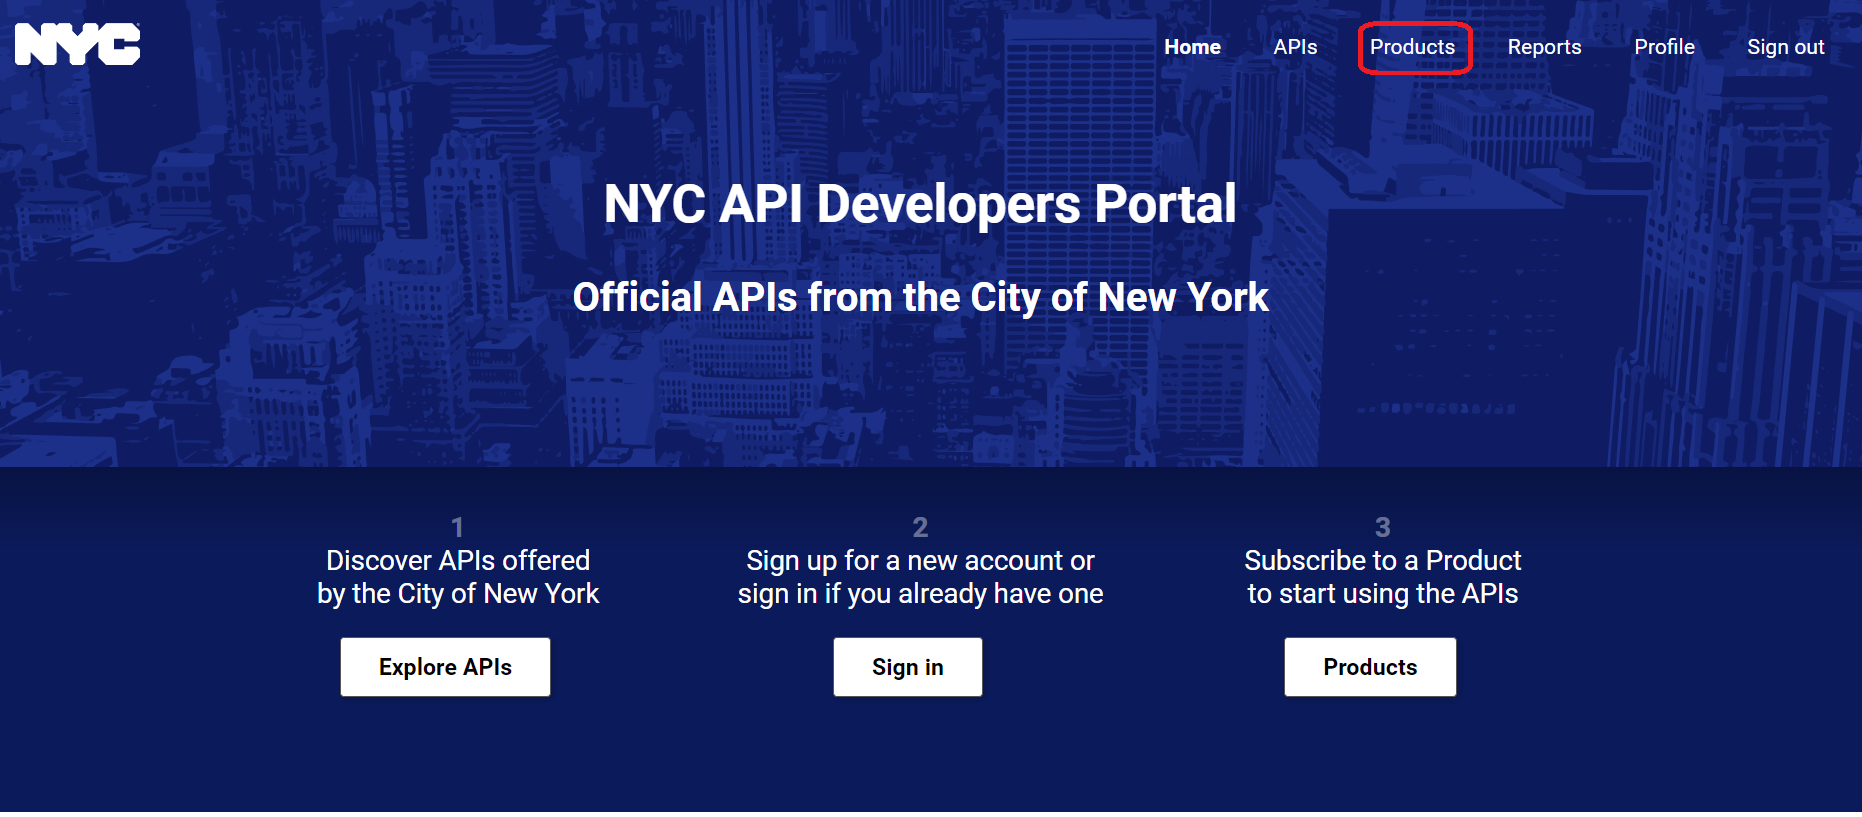 NYC
Home APIs Products Reports Profile Sign out
NYC API Developers Portal
Official APIs from the City of New York
1
Discover APIs offered
by the City of New York
Explore APIs
2
Sign up for a new account or
sign in if you already have one
Sign in
3
Subscribe to a Product
to start using the APIs
Products